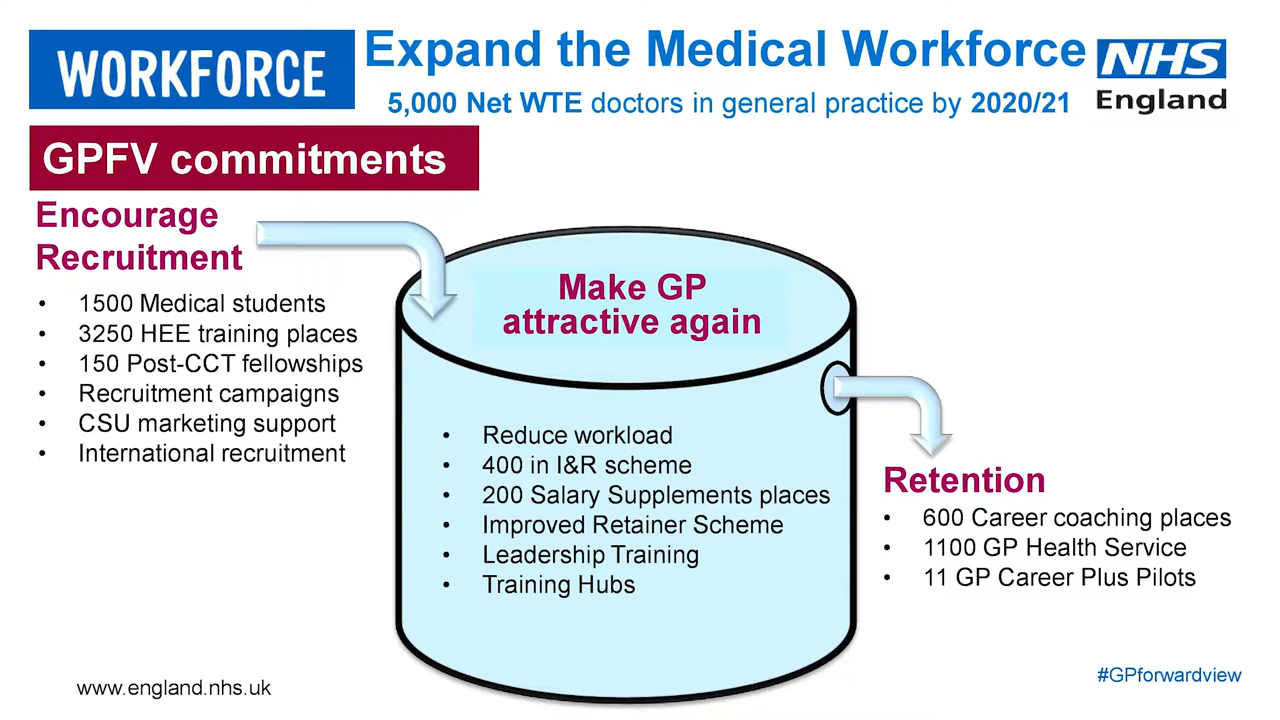 WORKFORCE
Expand the Medical Workforce
5,000 Net WTE doctors in general practice by 2020/21
NHS
England
GPFV commitments
Encourage
Recruitment
• 1500 Medical students
• 3250 HEE training places
• 150 Post-CCT fellowships
• Recruitment campaigns
• CSU marketing support
• International recruitment
Make GP
attractive again
• Reduce workload
• 400 in I&R scheme
• 200 Salary Supplements places
• Improved Retainer Scheme
• Leadership Training
• Training Hubs
Retention
• 600 Career coaching places
• 1100 GP Health Service
• 11 GP Career Plus Pilots
www.england.nhs.uk
#GPforwardview